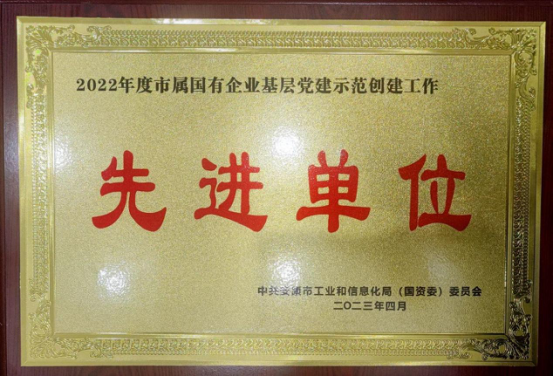 2022年度市属国有企业基层党建示范创建工作
先进单位
中共安顺市工业和信息化局（国资委）委员会
二〇二三年四月